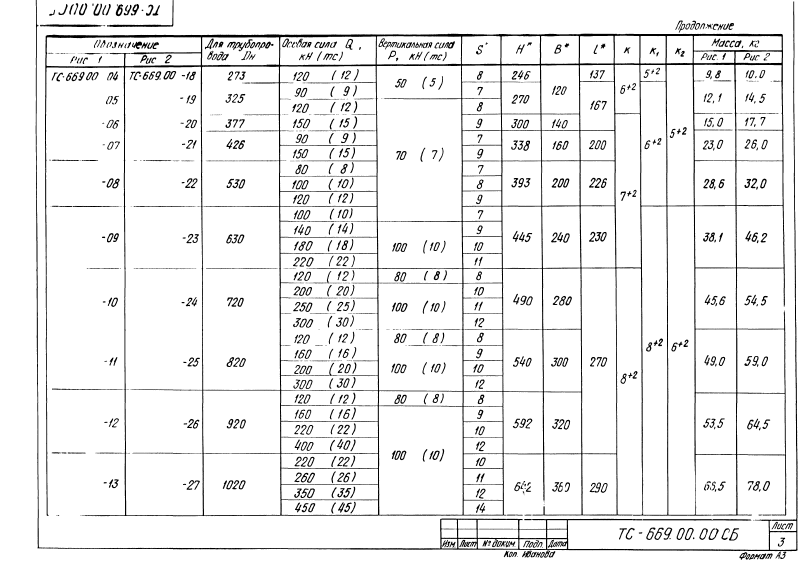 ТС-669.00.00 СБ
Продолжение
Обозначение Для трубопровода Dн Осевая сила Q, кН (тс) Вертикальная сила P, кН (тс) S* H* B* L* K K₁ K₂ Масса, кг
Рис 1 Рис 2 Рис. 1 Рис 2
ТС-669.00 04 ТС-669.00 -18 273 120 (12) 50 (5) 8 246 120 137 6+2 5+2 5+2 9,8 10.0
05 -19 325 90 (9) 7 270 167 6+2 12,1 14,5
120 (12) 70 (7) 8
-06 -20 377 150 (15) 9 300 140 7+2 15,0 17,7
-07 -21 426 90 (9) 7 338 160 200 23,0 26,0
150 (15) 9
-08 -22 530 80 (8) 7 393 200 226 28,6 32,0
100 (10) 8
120 (12) 9
-09 -23 630 100 (10) 7 445 240 230 8+2 6+2 38,1 46,2
140 (14) 100 (10) 9
180 (18) 10
220 (22) 11
-10 -24 720 120 (12) 80 (8) 8 490 280 270 8+2 45,6 54,5
200 (20) 100 (10) 10
250 (25) 11
300 (30) 12
-11 -25 820 120 (12) 80 (8) 8 540 300 49,0 59,0
160 (16) 100 (10) 9
200 (20) 10
300 (30) 12
-12 -26 920 120 (12) 80 (8) 8 592 320 53,5 64,5
160 (16) 100 (10) 9
220 (22) 10
400 (40) 12
-13 -27 1020 220 (22) 10 360 290 78,0
260 (26) 11
350 (35) 12
450 (45) 14
ТС-669.00.00 СБ Лист
3
Изм Лист № докум Подп Дата
Коп. Иванова Формат А3